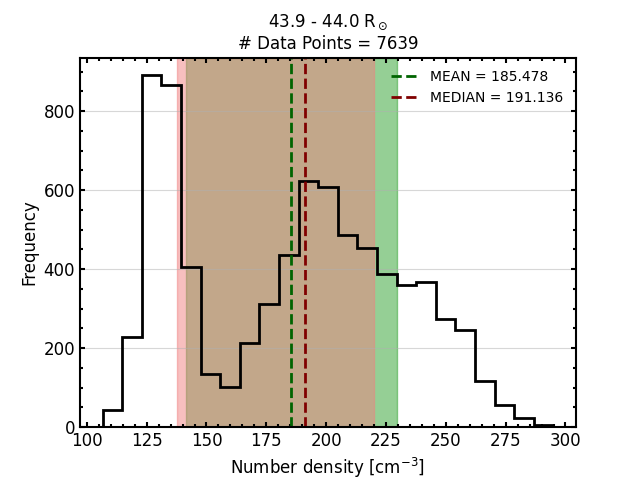 43.9 - 44.0 R⊙
# Data Points = 7639
MEAN = 185.478
MEDIAN = 191.136
Frequency
800
600
400
200
0
100 125 150 175 200 225 250 275 300
Number density [cm⁻³]